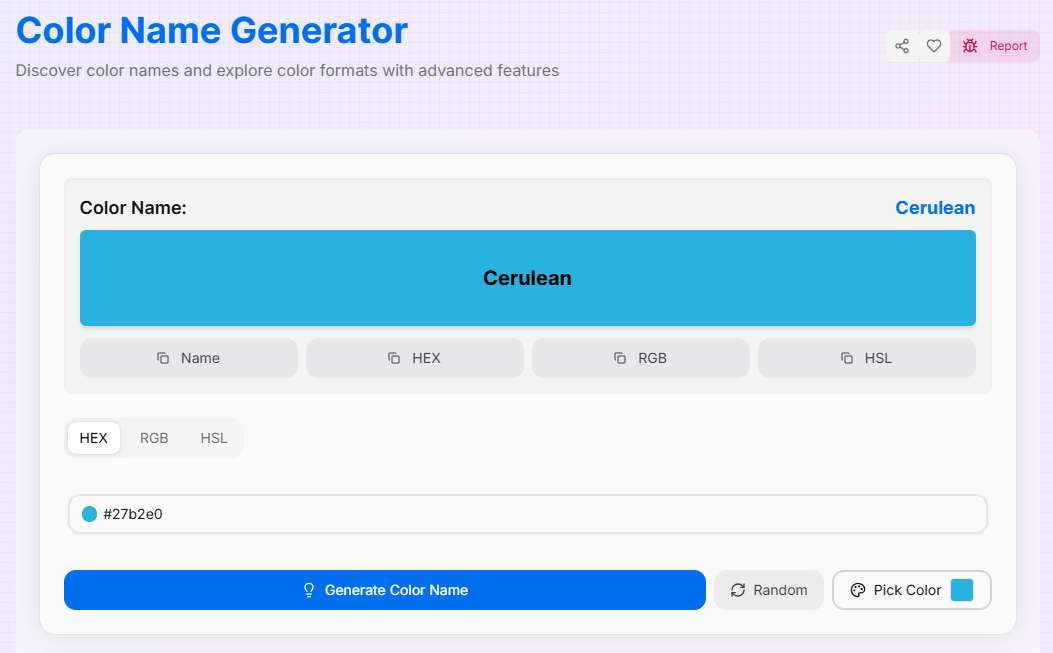 Color Name Generator
Discover color names and explore color formats with advanced features
Report
Color Name: Cerulean
Cerulean
Name HEX RGB HSL
HEX RGB HSL
#27b2e0
Generate Color Name Random Pick Color